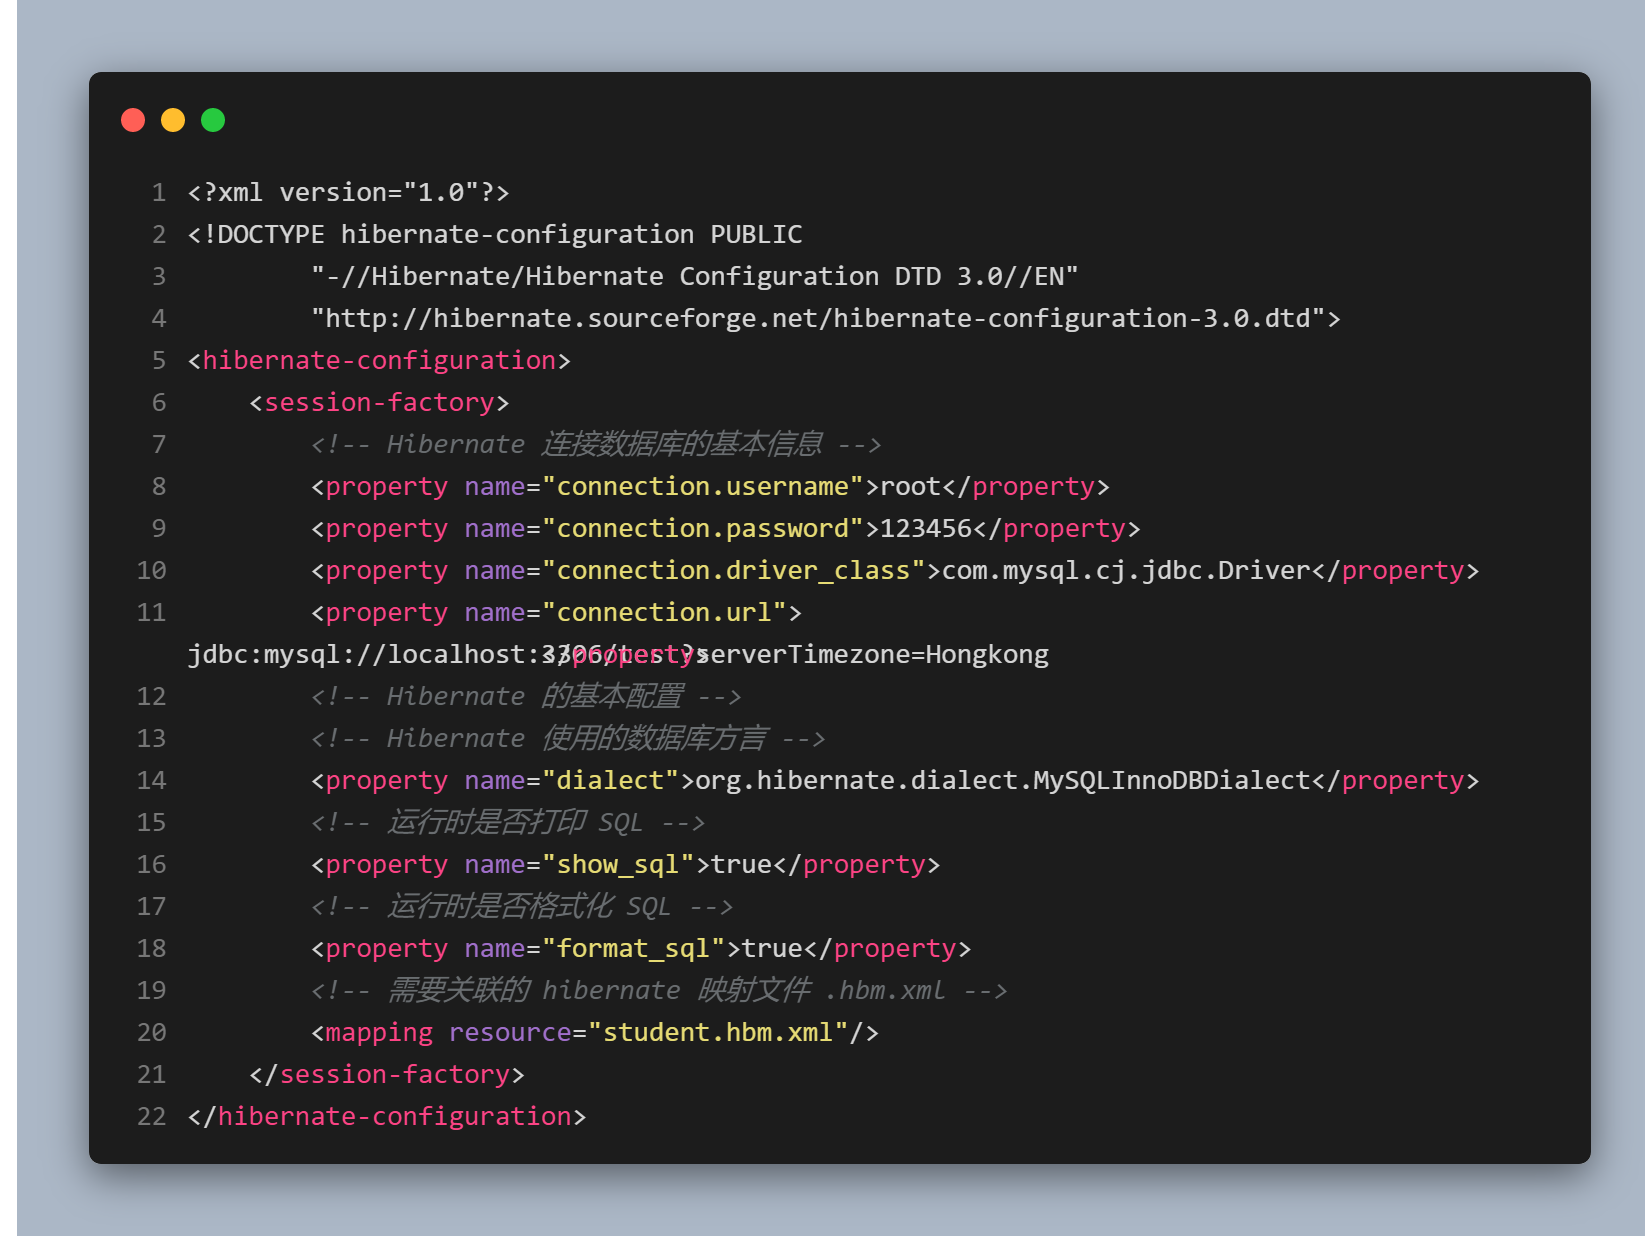 1 <?xml version="1.0"?>
2 <!DOCTYPE hibernate-configuration PUBLIC
3         "-//Hibernate/Hibernate Configuration DTD 3.0//EN"
4         "http://hibernate.sourceforge.net/hibernate-configuration-3.0.dtd">
5 <hibernate-configuration>
6     <session-factory>
7         <!-- Hibernate 连接数据库的基本信息 -->
8         <property name="connection.username">root</property>
9         <property name="connection.password">123456</property>
10         <property name="connection.driver_class">com.mysql.cj.jdbc.Driver</property>
11         <property name="connection.url">
jdbc:mysql://localhost:3306/test?serverTimezone=Hongkong</property>
12         <!-- Hibernate 的基本配置 -->
13         <!-- Hibernate 使用的数据库方言 -->
14         <property name="dialect">org.hibernate.dialect.MySQLInnoDBDialect</property>
15         <!-- 运行时是否打印 SQL -->
16         <property name="show_sql">true</property>
17         <!-- 运行时是否格式化 SQL -->
18         <property name="format_sql">true</property>
19         <!-- 需要关联的 hibernate 映射文件 .hbm.xml -->
20         <mapping resource="student.hbm.xml"/>
21     </session-factory>
22 </hibernate-configuration>